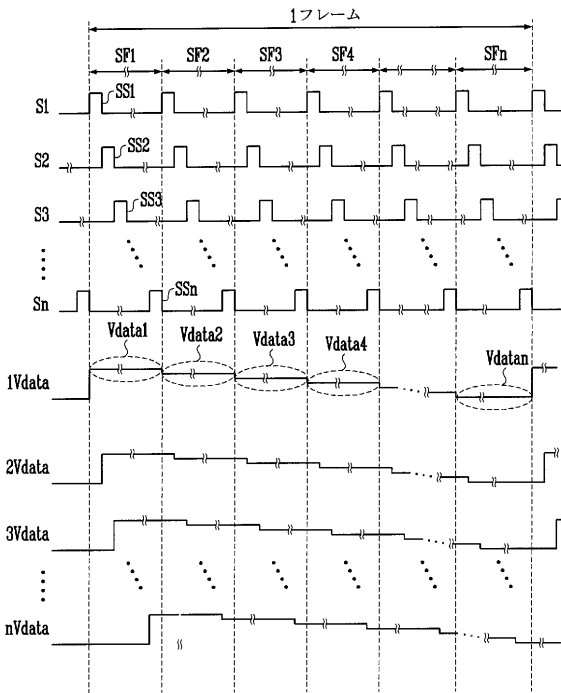 1フレーム
SF1 SF2 SF3 SF4 SFn
S1 SS1
S2 SS2
S3 SS3
Sn SSn
Vdata1 Vdata2 Vdata3 Vdata4 Vdatan
1Vdata
2Vdata
3Vdata
nVdata